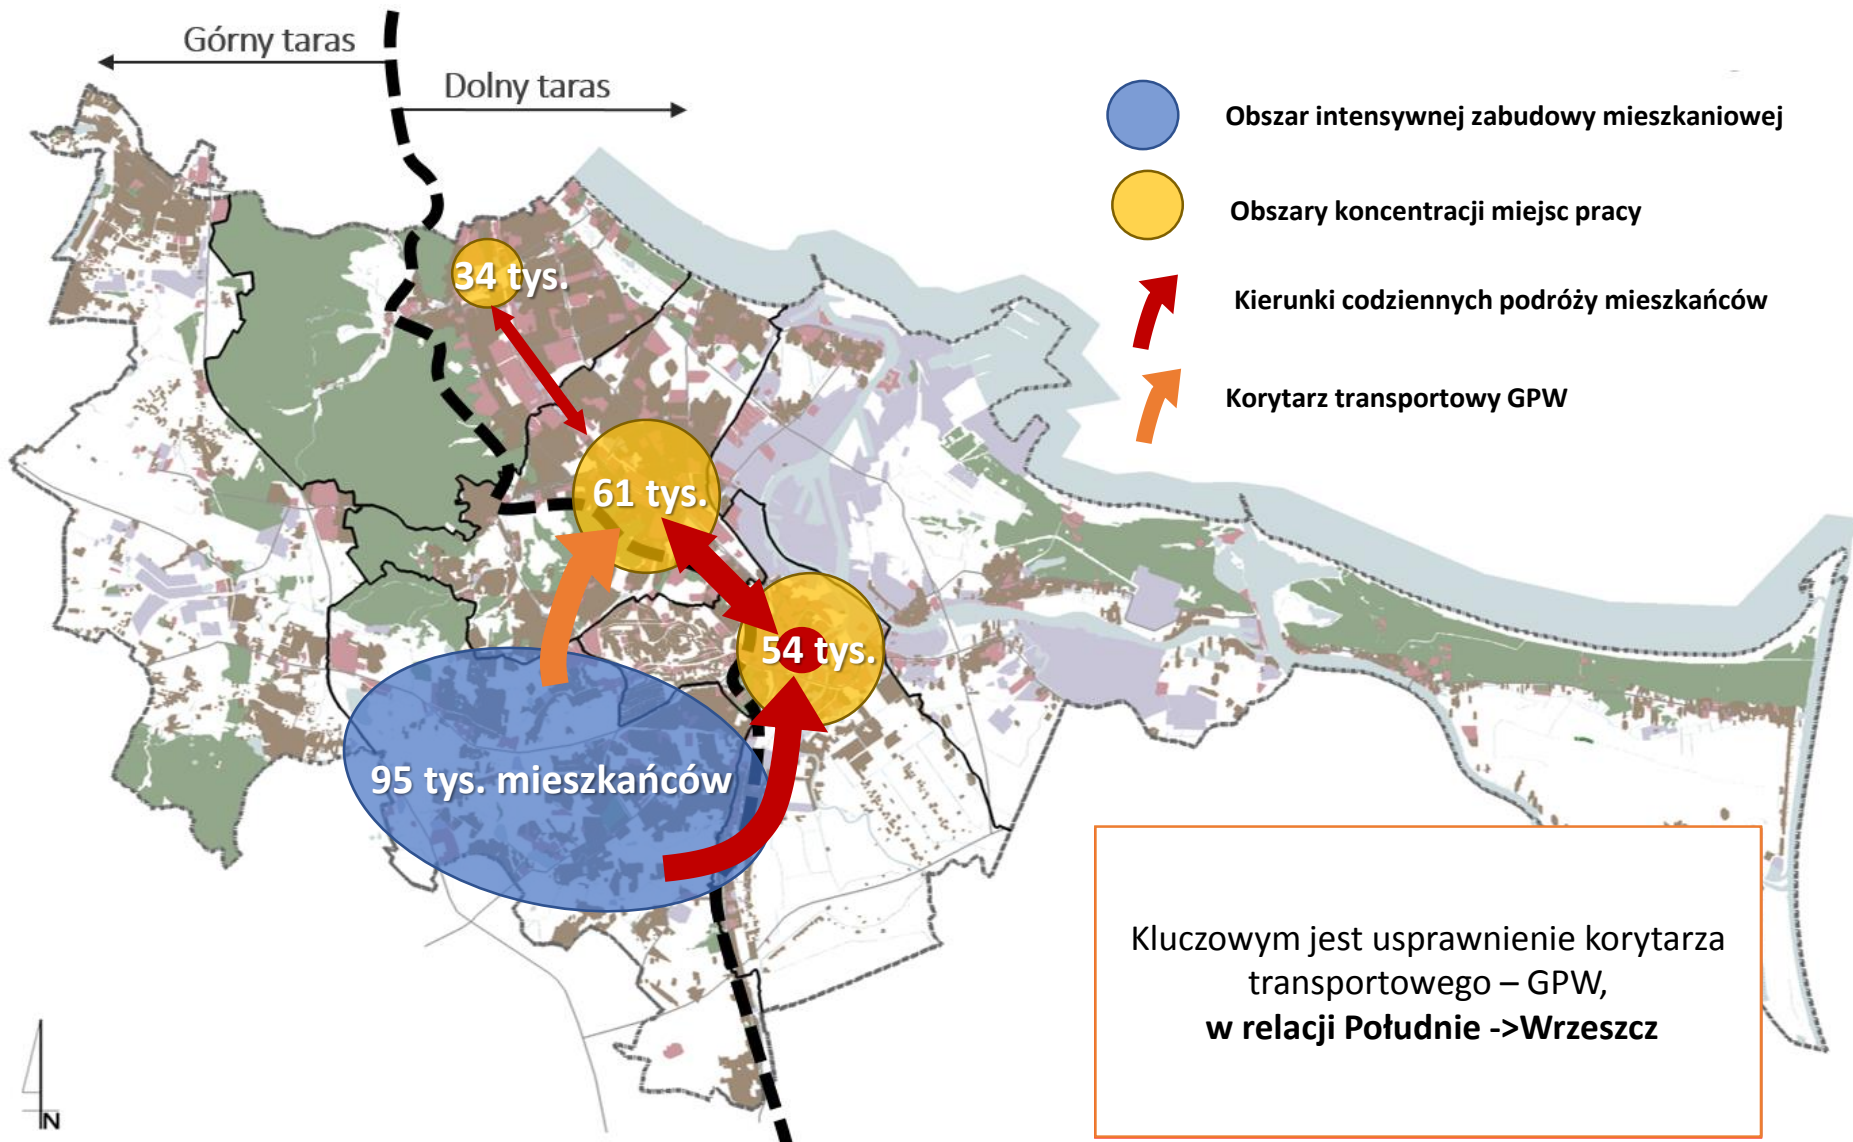 Górny taras
Dolny taras
Obszar intensywnej zabudowy mieszkaniowej
Obszary koncentracji miejsc pracy
Kierunki codziennych podróży mieszkańców
Korytarz transportowy GPW
34 tys.
61 tys.
54 tys.
95 tys. mieszkańców
Kluczowym jest usprawnienie korytarza
transportowego – GPW,
w relacji Południe ->Wrzeszcz
N